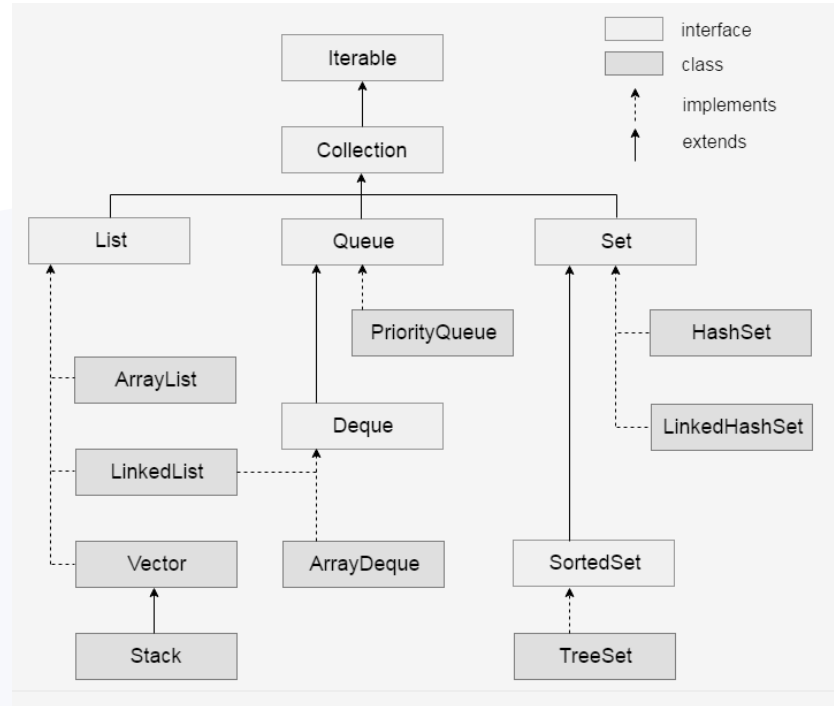 interface
Iterable
class
implements
extends
Collection
List
Queue
Set
PriorityQueue
HashSet
ArrayList
Deque
LinkedHashSet
LinkedList
Vector
ArrayDeque
SortedSet
Stack
TreeSet